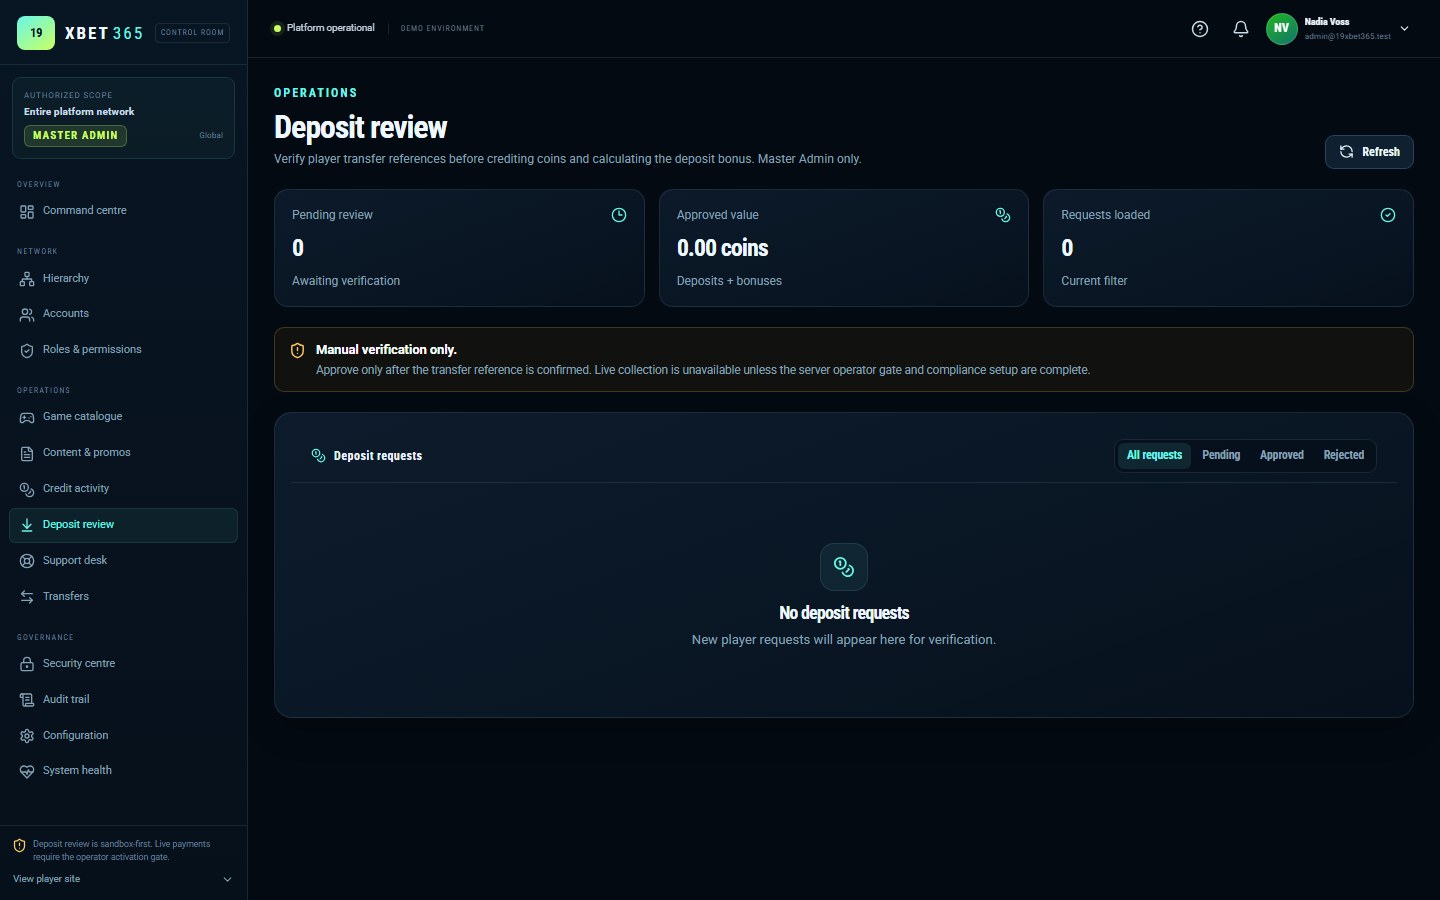 19 XBET 365 CONTROL ROOM
AUTHORIZED SCOPE
Entire platform network
MASTER ADMIN Global
OVERVIEW
Command centre
NETWORK
Hierarchy
Accounts
Roles & permissions
OPERATIONS
Game catalogue
Content & promos
Credit activity
Deposit review
Support desk
Transfers
GOVERNANCE
Security centre
Audit trail
Configuration
System health
Deposit review is sandbox-first. Live payments
require the operator activation gate.
View player site
Platform operational DEMO ENVIRONMENT
NV Nadia Voss
admin@19xbet365.test
OPERATIONS
Deposit review
Verify player transfer references before crediting coins and calculating the deposit bonus. Master Admin only.
Refresh
Pending review
0
Awaiting verification
Approved value
0.00 coins
Deposits + bonuses
Requests loaded
0
Current filter
Manual verification only.
Approve only after the transfer reference is confirmed. Live collection is unavailable unless the server operator gate and compliance setup are complete.
Deposit requests
All requests Pending Approved Rejected
No deposit requests
New player requests will appear here for verification.